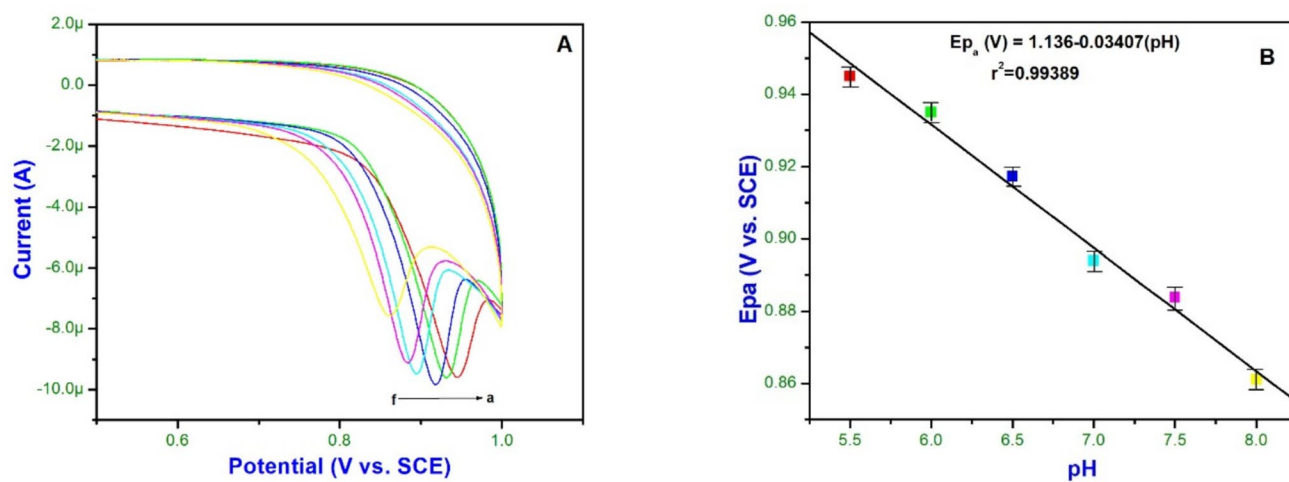 A
2.0μ
0.0
-2.0μ
-4.0μ
-6.0μ
-8.0μ
-10.0μ
Current (A)
f a
0.6 0.8 1.0
Potential (V vs. SCE)
B
Epa (V) = 1.136-0.03407(pH)
r²=0.99389
0.96
0.94
0.92
0.90
0.88
0.86
Epa (V vs. SCE)
5.5 6.0 6.5 7.0 7.5 8.0
pH